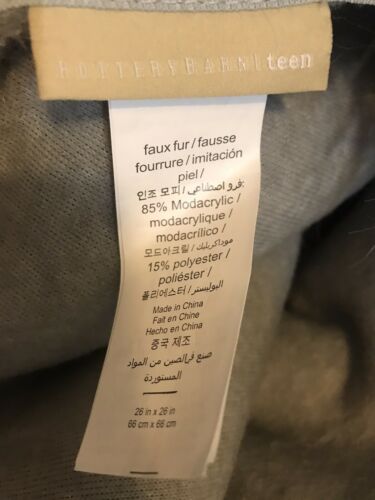 POTTERYBARN teen
faux fur / fausse
fourrure / imitación
piel /
인조 모피 / فرو اصطناعي:
85% Modacrylic /
modacrylique /
modacrílico /
모드아크릴 / موداكريليك
15% polyester /
poliéster /
폴리에스터 / البوليستر
Made in China
Fait en Chine
Hecho en China
중국 제조
صنع في الصين من المواد
المستوردة
26 in x 26 in
66 cm x 66 cm